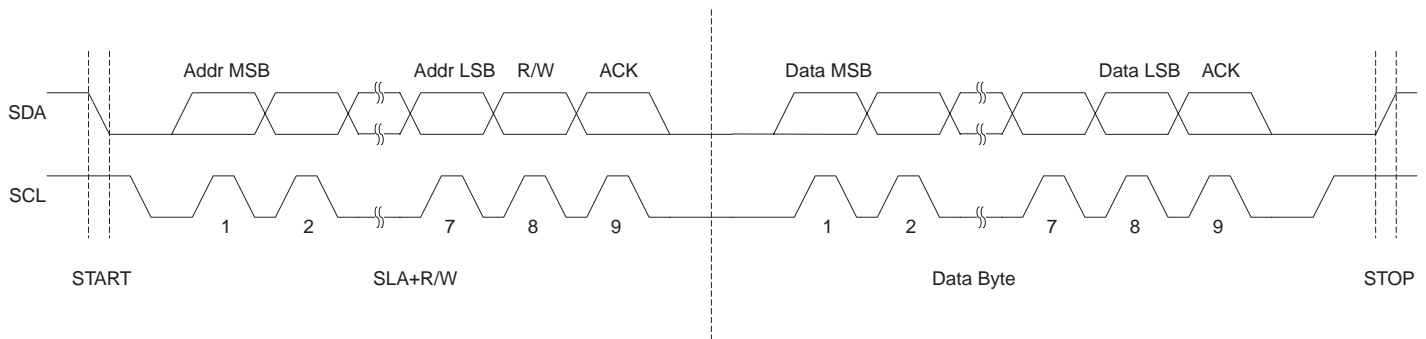 Addr MSB Addr LSB R/W ACK Data MSB Data LSB ACK
SDA
SCL
1 2 7 8 9 1 2 7 8 9
START SLA+R/W Data Byte STOP